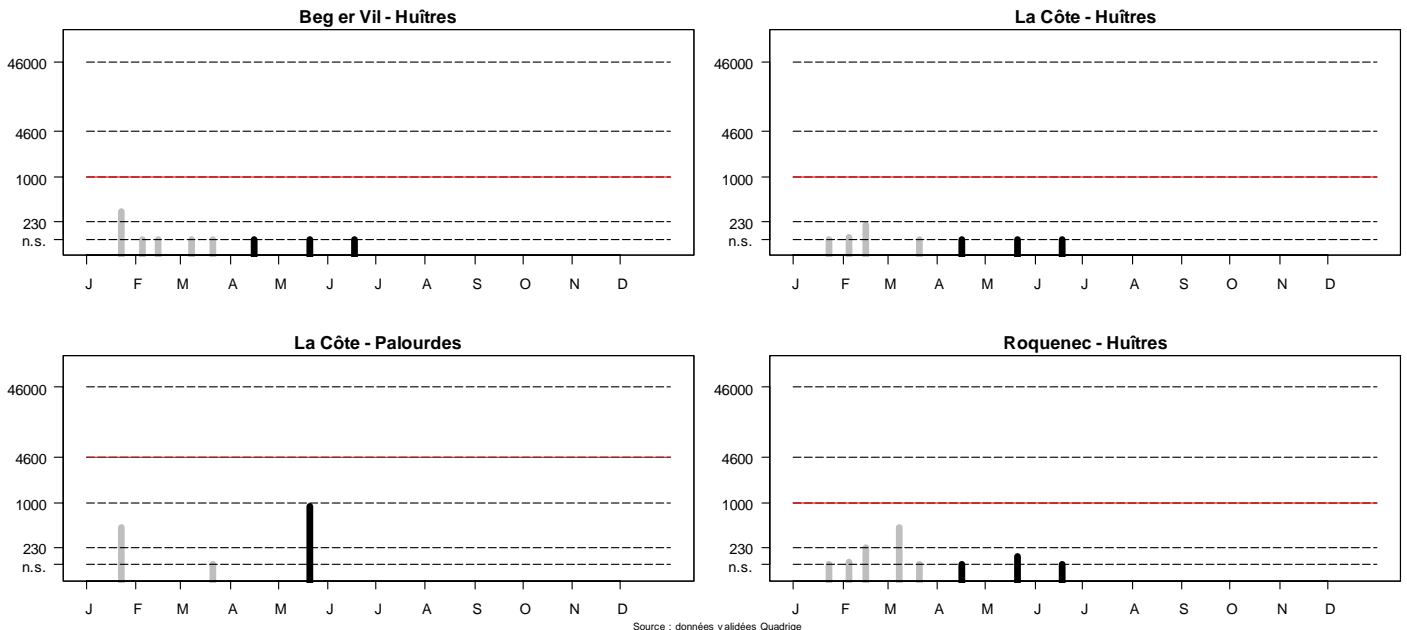 Beg er Vil - Huîtres
46000
4600
1000
230
n.s.
J F M A M J J A S O N D
La Côte - Huîtres
46000
4600
1000
230
n.s.
J F M A M J J A S O N D
La Côte - Palourdes
46000
4600
1000
230
n.s.
J F M A M J J A S O N D
Roquenec - Huîtres
46000
4600
1000
230
n.s.
J F M A M J J A S O N D
Source : données validées Quadrige